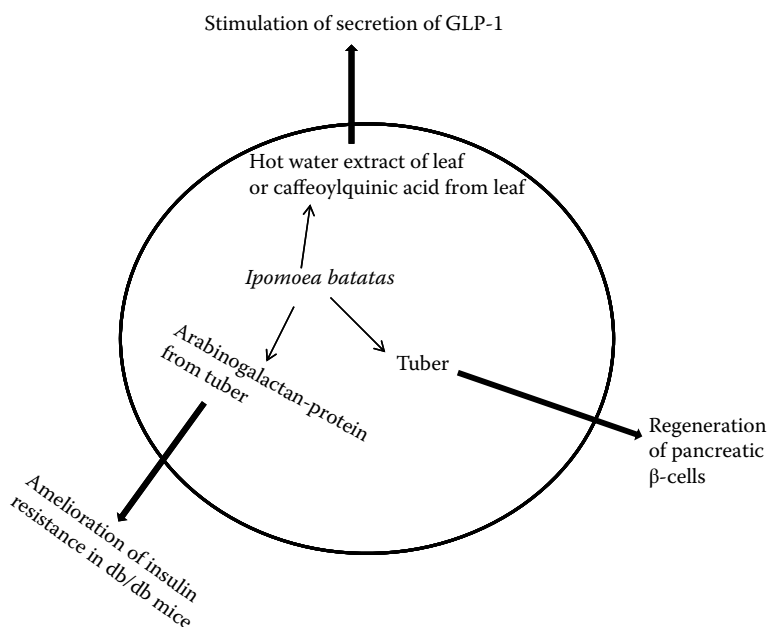 Stimulation of secretion of GLP-1
Hot water extract of leaf
or caffeoylquinic acid from leaf
Ipomoea batatas
Arabinogalactan-protein
from tuber
Tuber
Regeneration
of pancreatic
β-cells
Amelioration of insulin
resistance in db/db mice